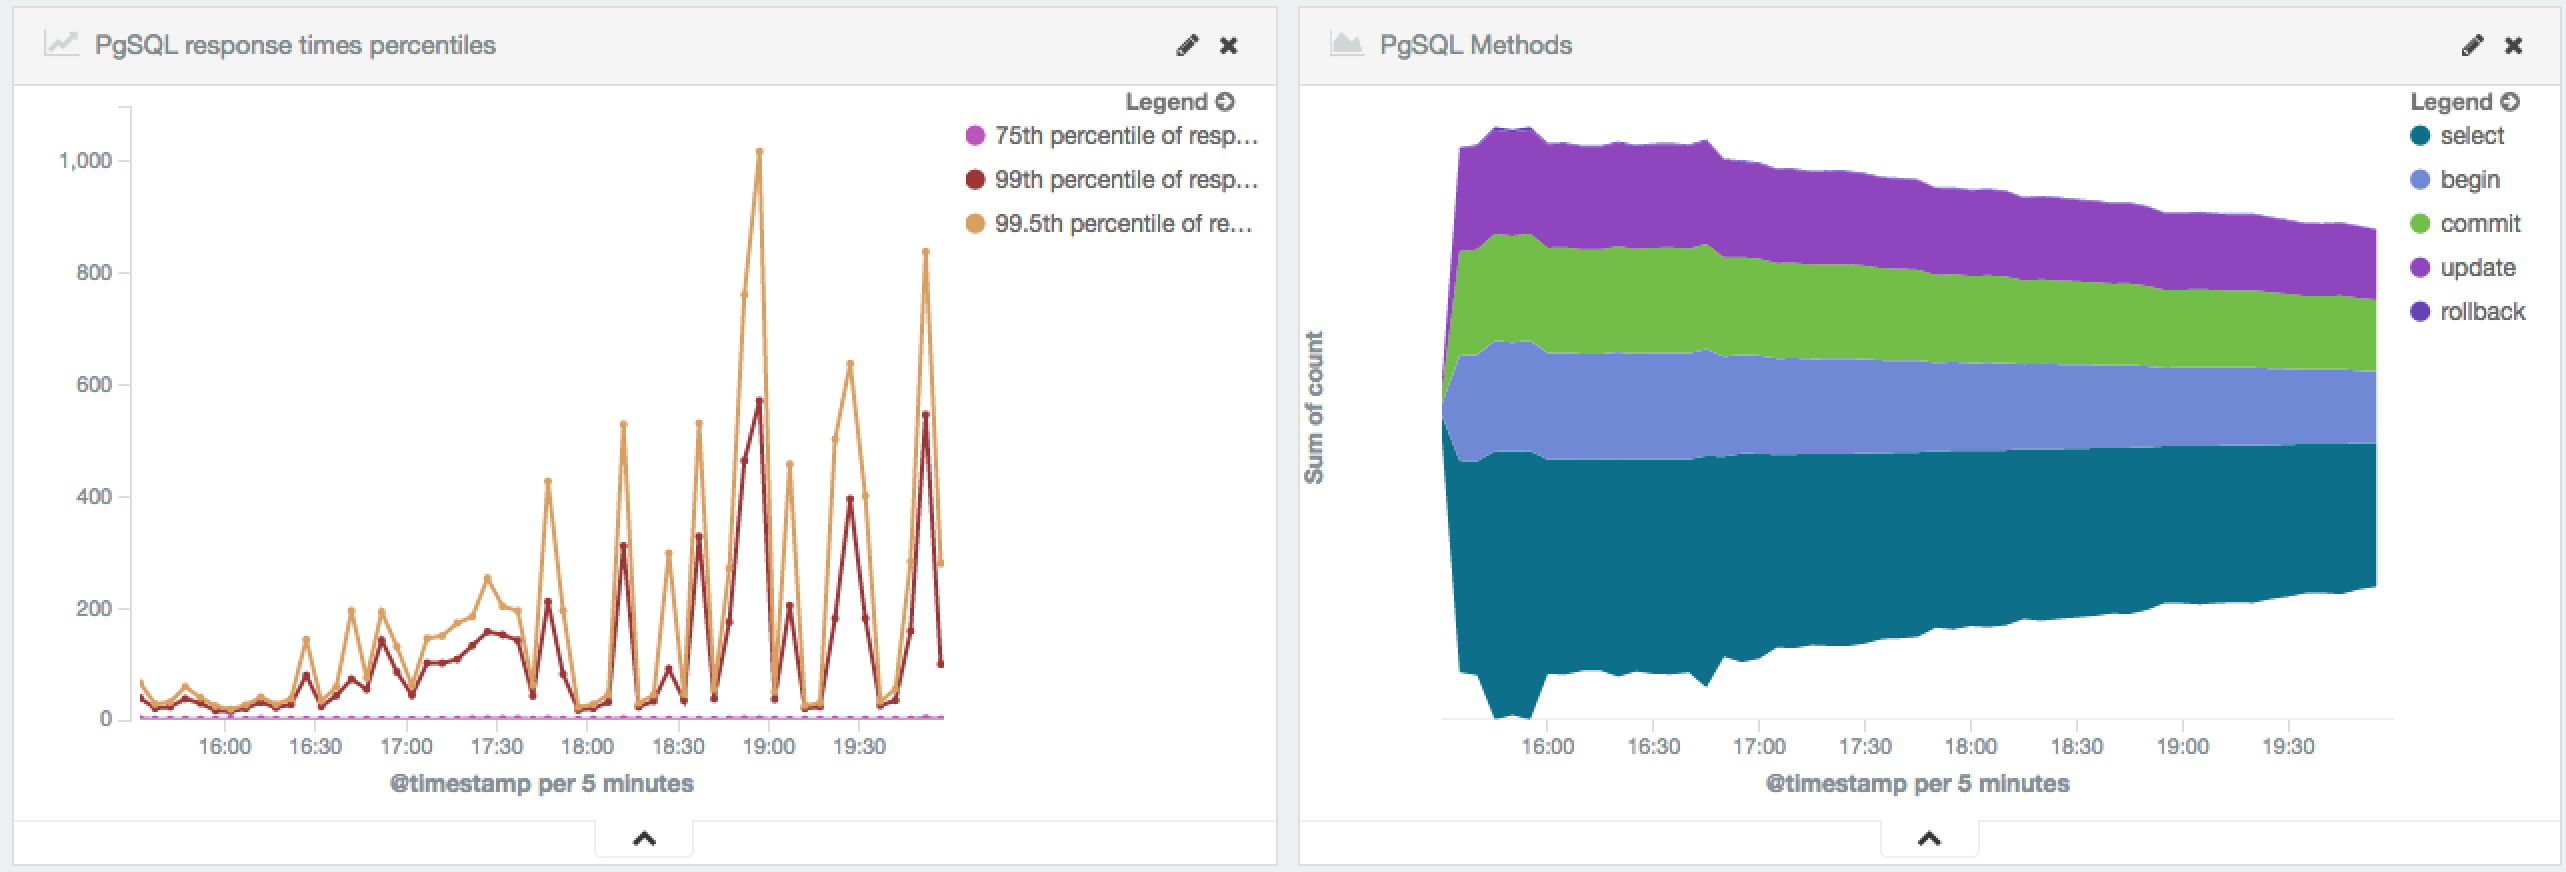 PgSQL response times percentiles
Legend
75th percentile of resp...
99th percentile of resp...
99.5th percentile of re...
1,000
800
600
400
200
0
16:00 16:30 17:00 17:30 18:00 18:30 19:00 19:30
@timestamp per 5 minutes
PgSQL Methods
Legend
select
begin
commit
update
rollback
Sum of count
16:00 16:30 17:00 17:30 18:00 18:30 19:00 19:30
@timestamp per 5 minutes